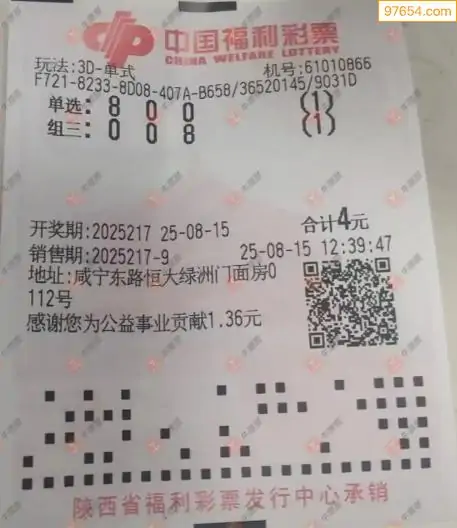 97654.com
中国福利彩票
CHINA WELFARE LOTTERY
玩法:3D-单式 机号:61010866
F721-8233-8D08-407A-B658/36520145/9031D
单选: 8 0 0 (1)
组三: 0 0 8 (1)
开奖期:2025217 25-08-15 合计4元
销售期:2025217-9 25-08-15 12:39:47
地址:咸宁东路恒大绿洲门面房0
112号
感谢您为公益事业贡献1.36元
陕西省福利彩票发行中心承销